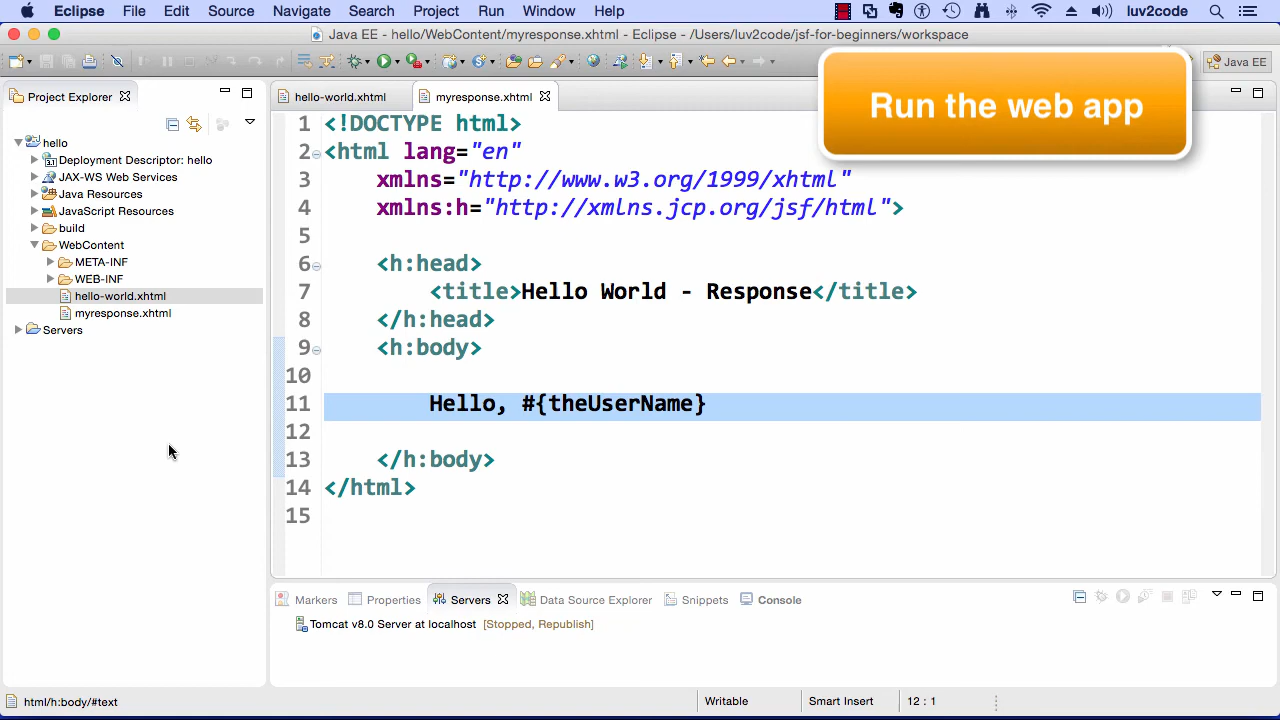 Eclipse File Edit Source Navigate Search Project Run Window Help luv2code
Java EE - hello/WebContent/myresponse.xhtml - Eclipse - /Users/luv2code/jsf-for-beginners/workspace
Java EE
Run the web app
Project Explorer
hello
Deployment Descriptor: hello
JAX-WS Web Services
Java Resources
JavaScript Resources
build
WebContent
META-INF
WEB-INF
hello-world.xhtml
myresponse.xhtml
Servers
hello-world.xhtml myresponse.xhtml
1 <!DOCTYPE html>
2 <html lang="en"
3 xmlns="http://www.w3.org/1999/xhtml"
4 xmlns:h="http://xmlns.jcp.org/jsf/html">
5
6 <h:head>
7 <title>Hello World - Response</title>
8 </h:head>
9 <h:body>
10
11 Hello, #{theUserName}
12
13 </h:body>
14 </html>
15
Markers Properties Servers Data Source Explorer Snippets Console
Tomcat v8.0 Server at localhost [Stopped, Republish]
html/h:body/#text Writable Smart Insert 12 : 1